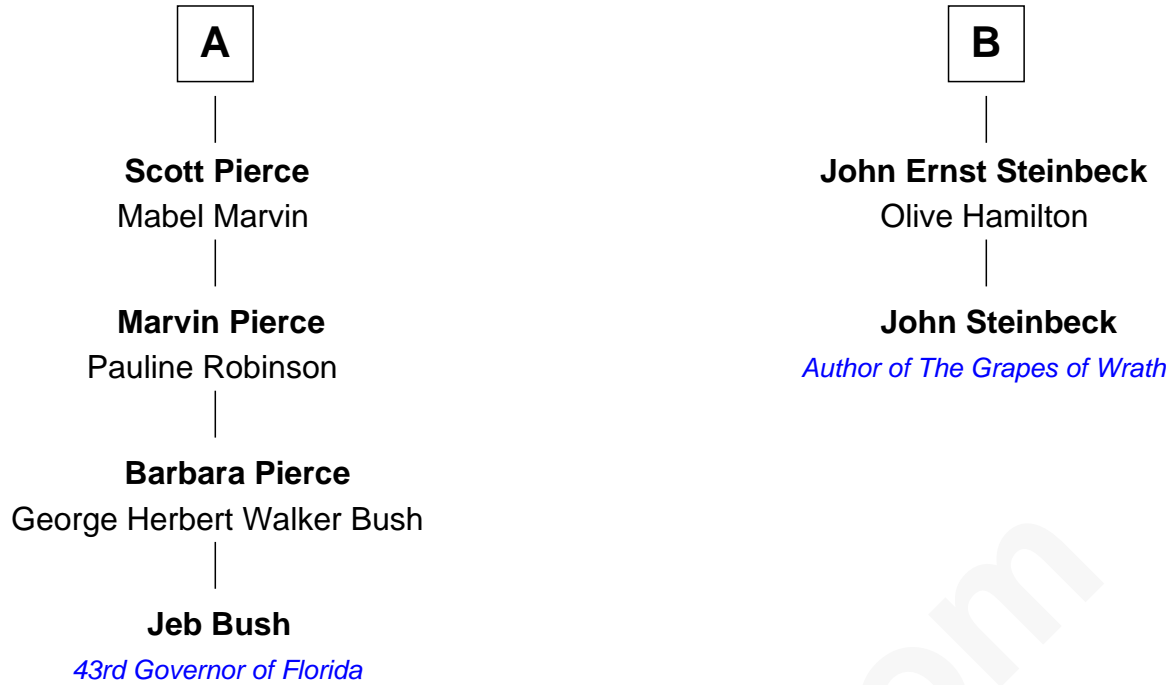 A
Scott Pierce
Mabel Marvin
Marvin Pierce
Pauline Robinson
Barbara Pierce
George Herbert Walker Bush
Jeb Bush
43rd Governor of Florida
B
John Ernst Steinbeck
Olive Hamilton
John Steinbeck
Author of The Grapes of Wrath
om